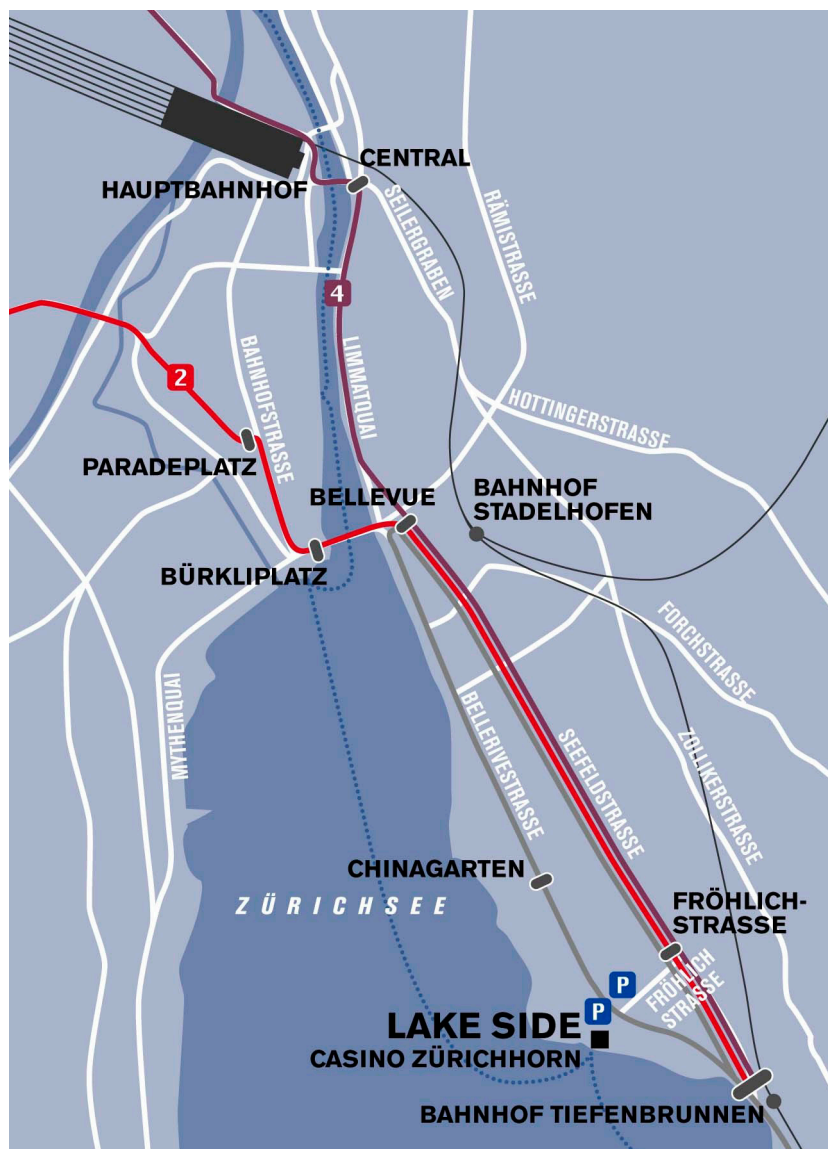 CENTRAL
HAUPTBAHNHOF
SEILERGRABEN
RÄMISTRASSE
4
2
BAHNHOFSTRASSE
LIMMATQUAI
HOTTINGERSTRASSE
PARADEPLATZ
BELLEVUE
BAHNHOF
STADELHOFEN
BÜRKLIPLATZ
FORCHSTRASSE
MYTHENQUAI
BELLERIVESTRASSE
SEEFELDSTRASSE
ZOLLIKERSTRASSE
CHINAGARTEN
ZÜRICHSEE
FRÖHLICH-
STRASSE
FRÖHLICH
STRASSE
P
P
LAKE SIDE
CASINO ZÜRICHHORN
BAHNHOF TIEFENBRUNNEN